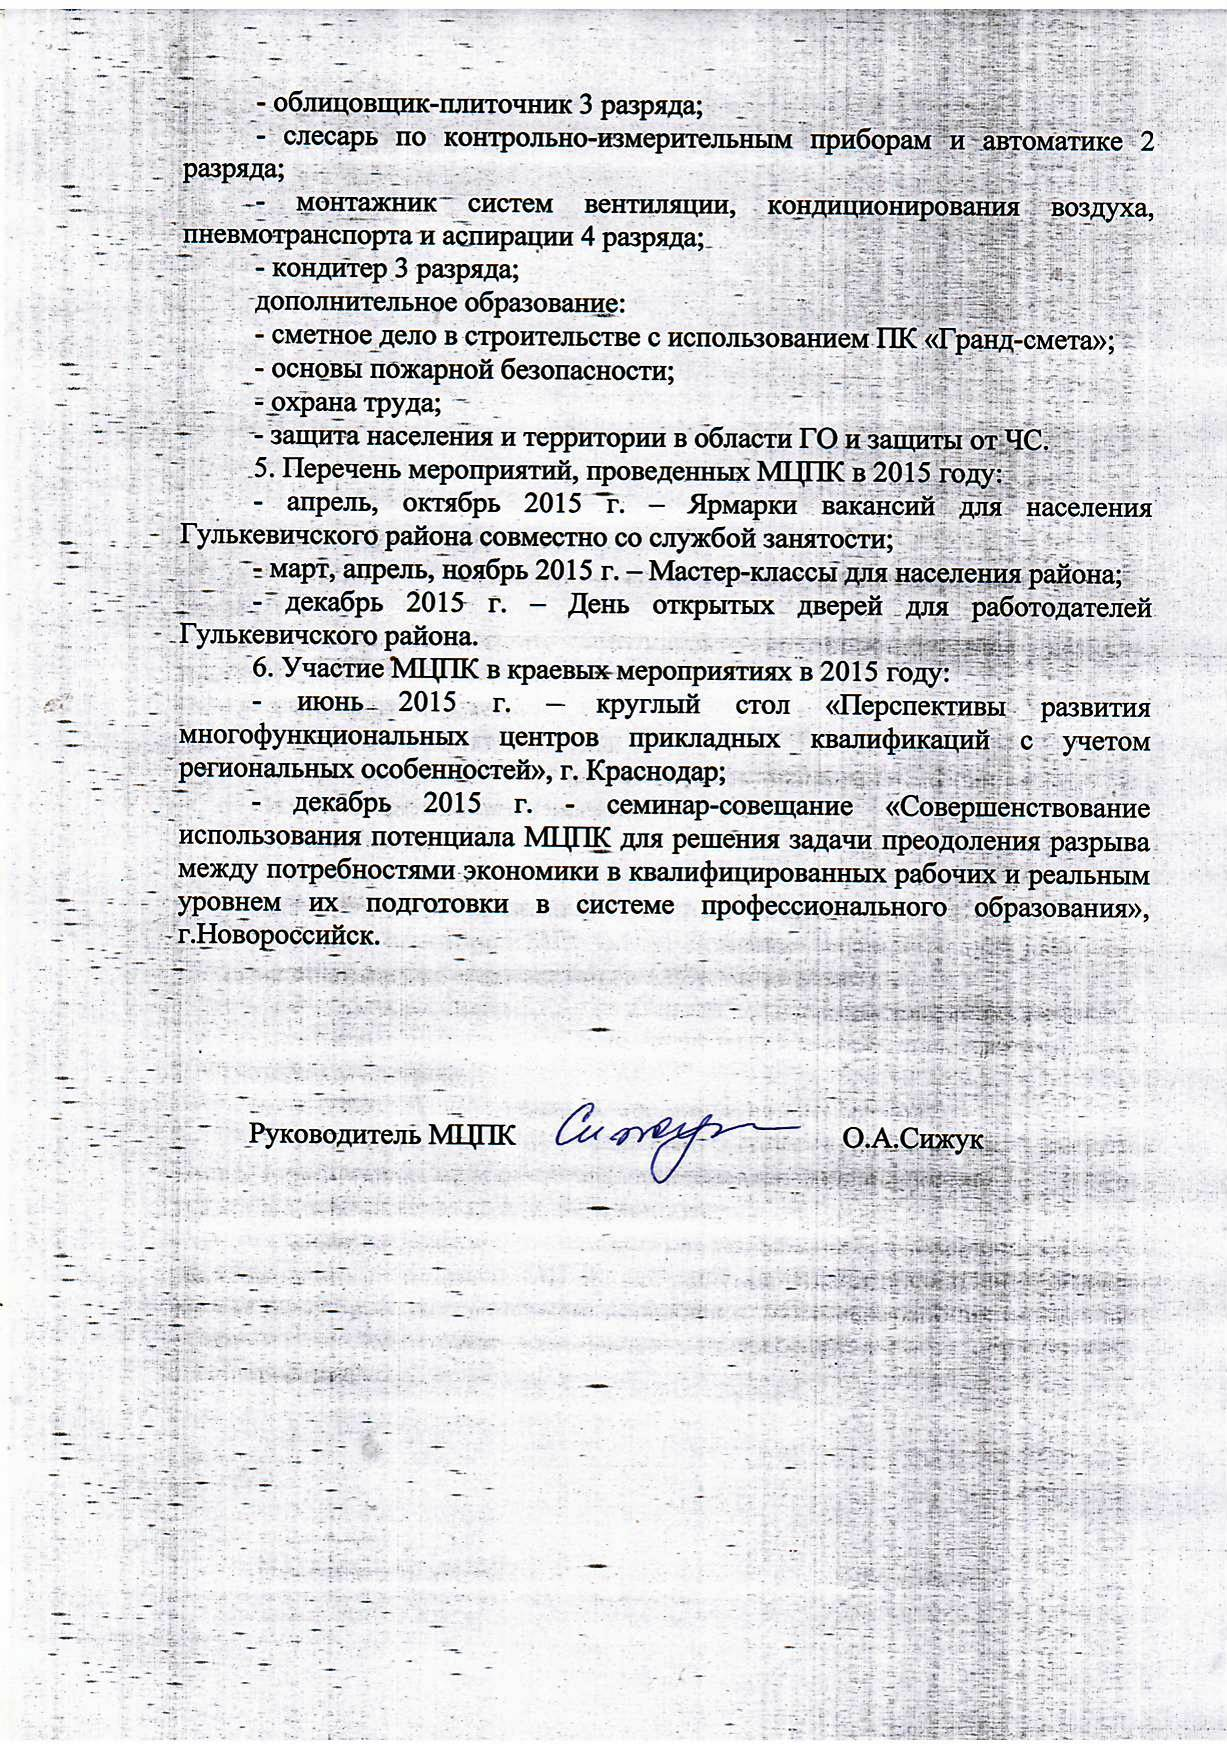 - облицовщик-плиточник 3 разряда;
- слесарь по контрольно-измерительным приборам и автоматике 2
разряда;
- монтажник систем вентиляции, кондиционирования воздуха,
пневмотранспорта и аспирации 4 разряда;
- кондитер 3 разряда;
дополнительное образование:
- сметное дело в строительстве с использованием ПК «Гранд-смета»;
- основы пожарной безопасности;
- охрана труда;
- защита населения и территории в области ГО и защиты от ЧС.
5. Перечень мероприятий, проведенных МЦПК в 2015 году:
- апрель, октябрь 2015 г. – Ярмарки вакансий для населения
Гулькевичского района совместно со службой занятости;
- март, апрель, ноябрь 2015 г. – Мастер-классы для населения района;
- декабрь 2015 г. – День открытых дверей для работодателей
Гулькевичского района.
6. Участие МЦПК в краевых мероприятиях в 2015 году:
- июнь 2015 г. – круглый стол «Перспективы развития
многофункциональных центров прикладных квалификаций с учетом
региональных особенностей», г. Краснодар;
- декабрь 2015 г. - семинар-совещание «Совершенствование
использования потенциала МЦПК для решения задачи преодоления разрыва
между потребностями экономики в квалифицированных рабочих и реальным
уровнем их подготовки в системе профессионального образования»,
г.Новороссийск.
Руководитель МЦПК О.А.Сижук